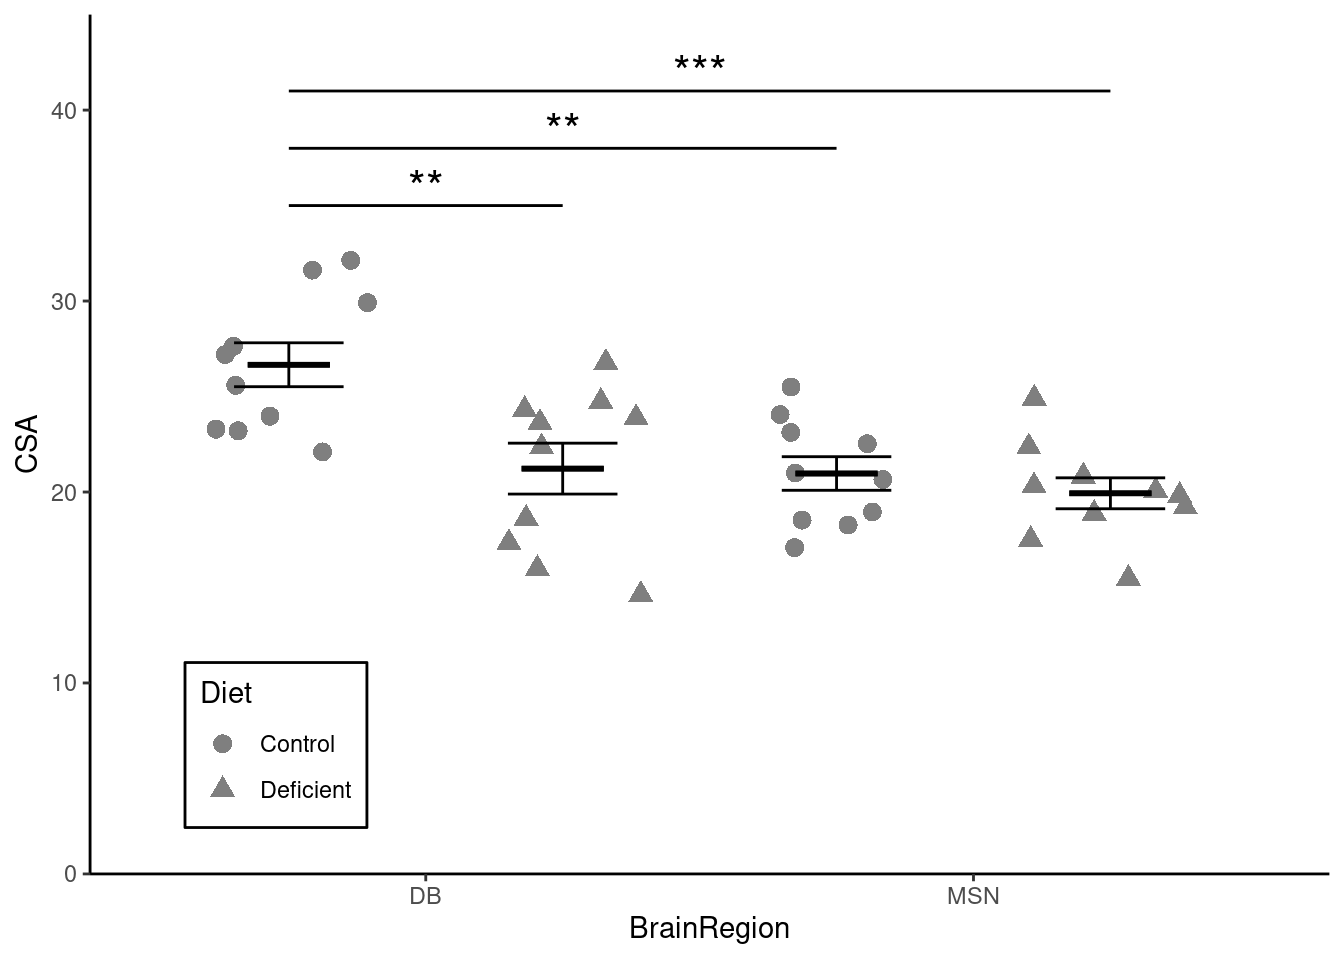 ***
40
**
**
30
CSA
20
10
Diet
Control
Deficient
0
DB MSN
BrainRegion